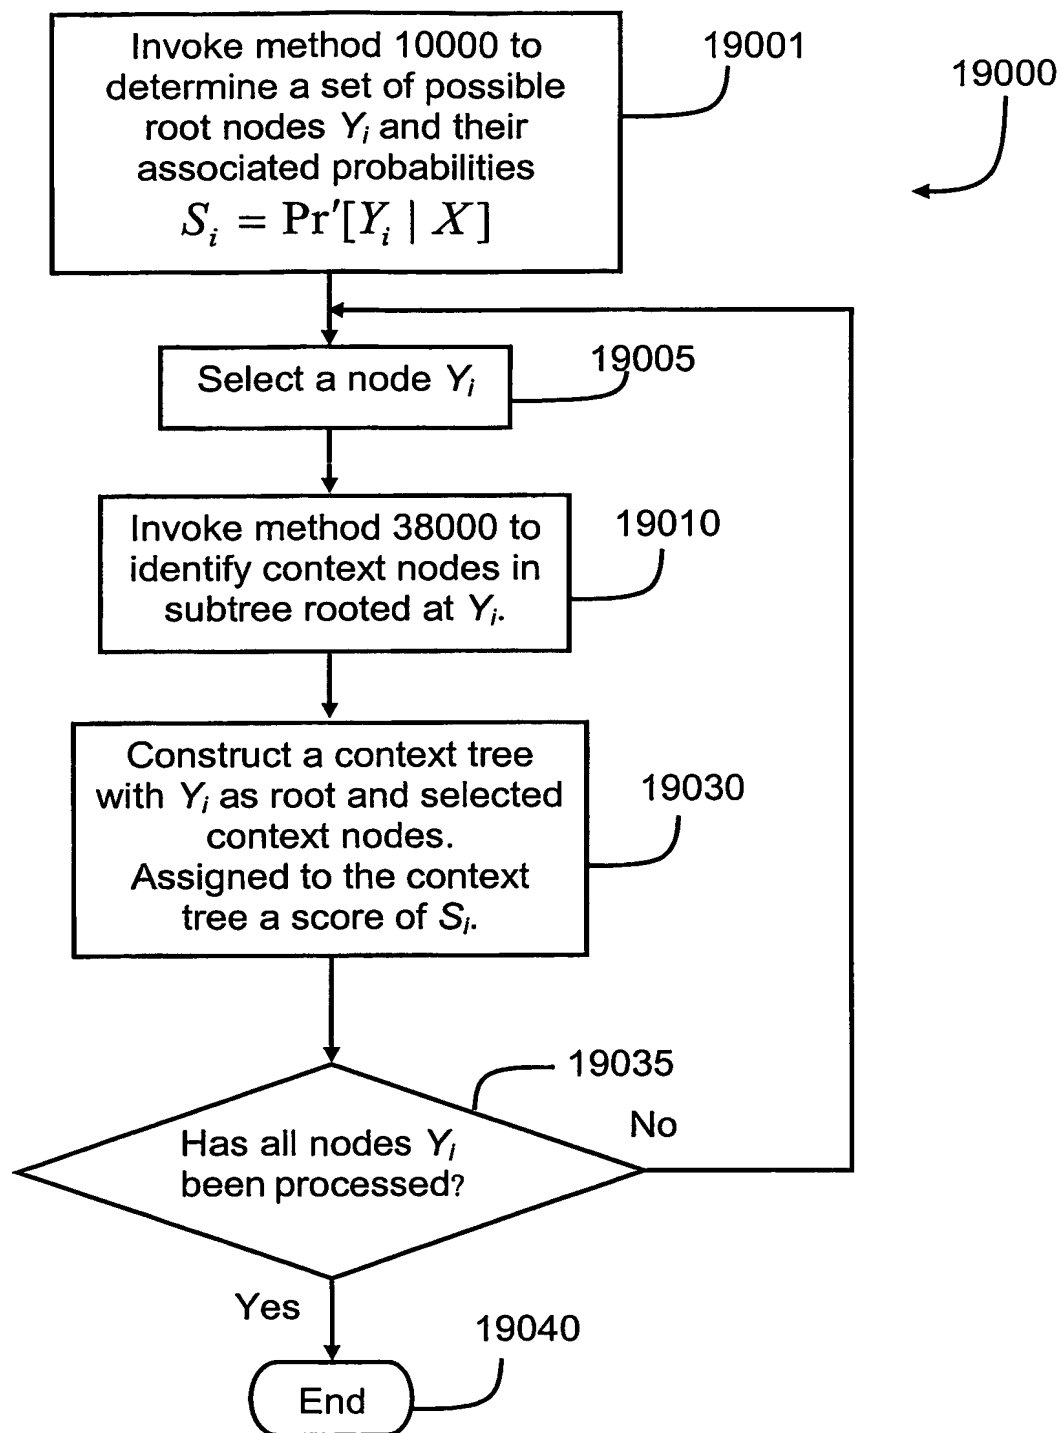 Invoke method 10000 to
determine a set of possible
root nodes Yi and their
associated probabilities
Si = Pr′[Yi | X]
19001
19000
Select a node Yi
19005
Invoke method 38000 to
identify context nodes in
subtree rooted at Yi.
19010
Construct a context tree
with Yi as root and selected
context nodes.
Assigned to the context
tree a score of Si.
19030
19035
Has all nodes Yi
been processed?
No
Yes
19040
End